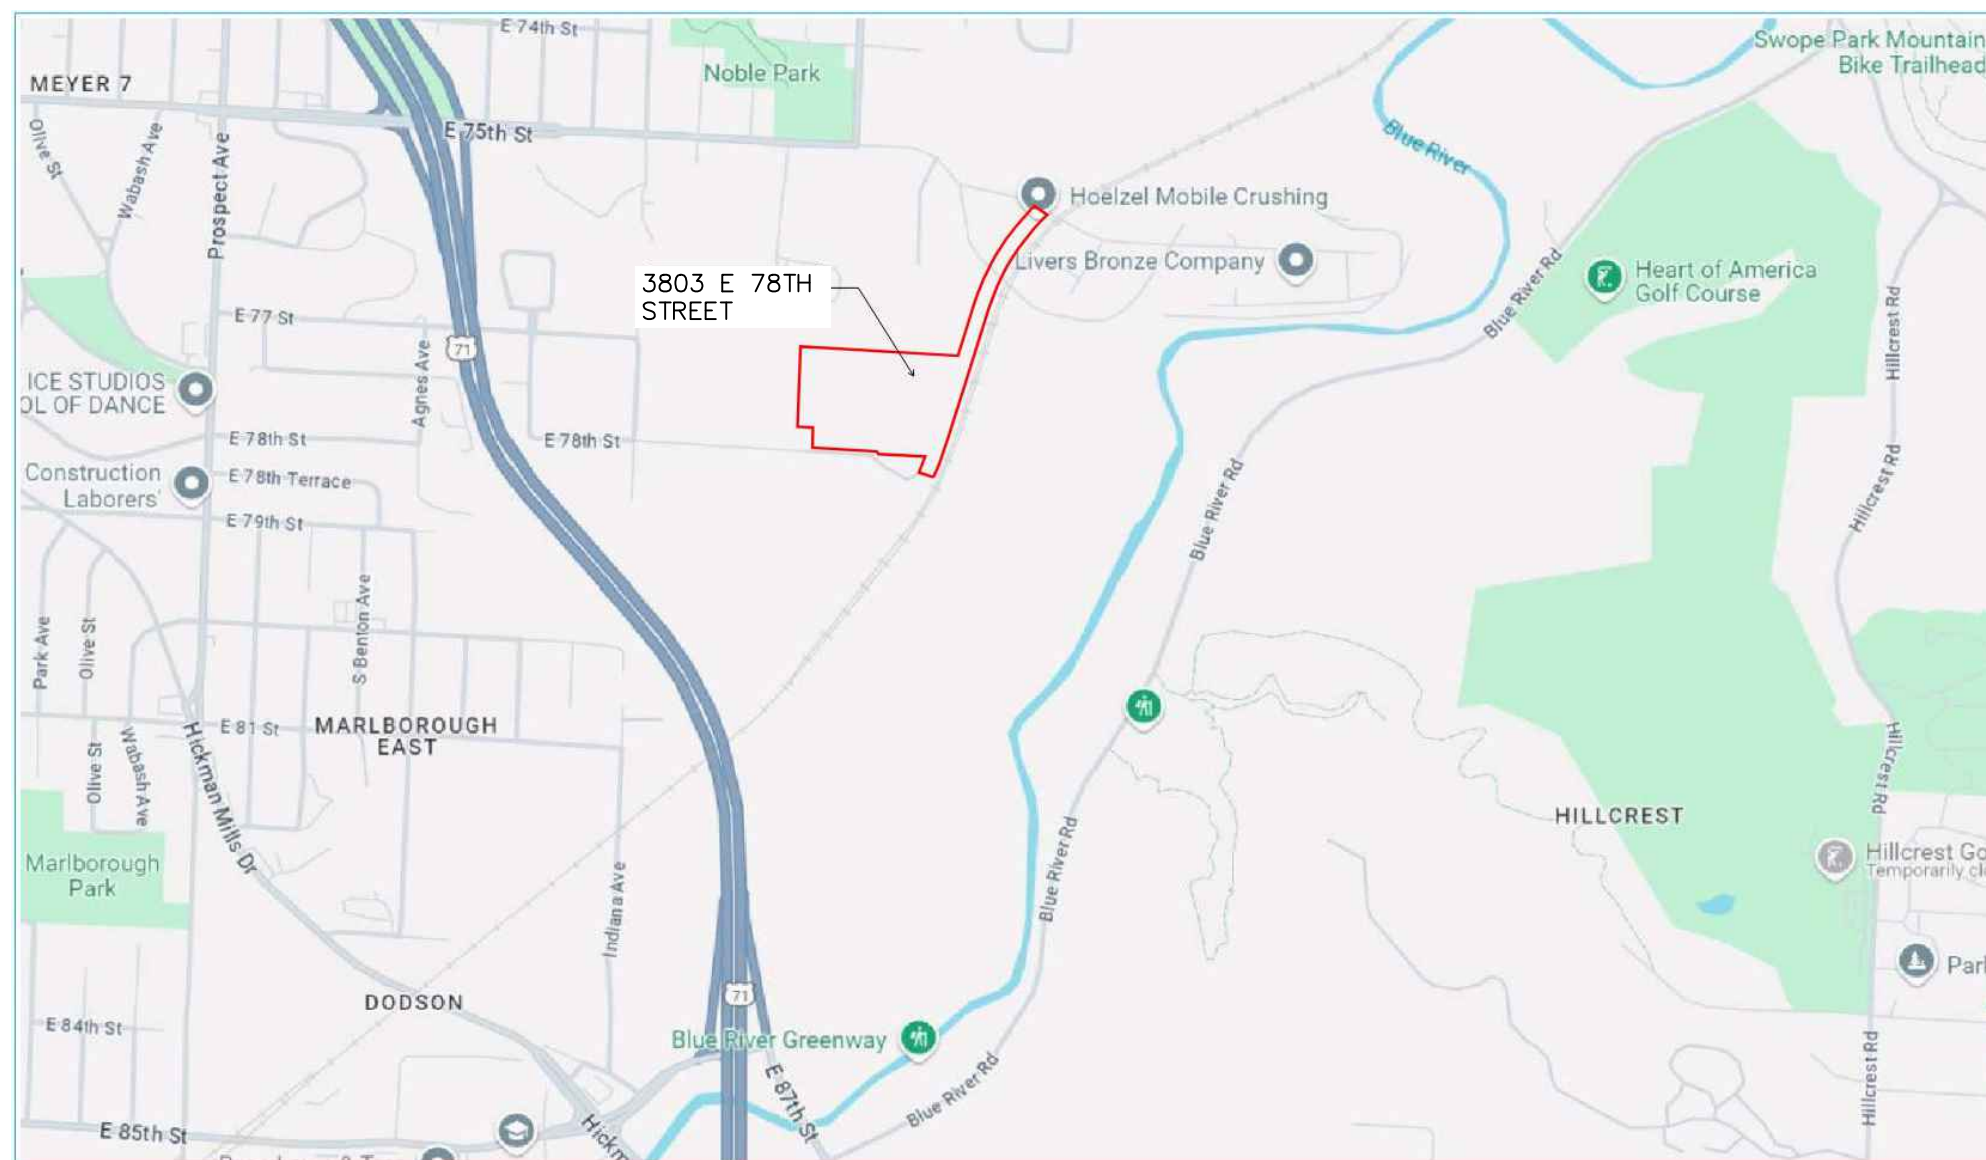 E 74th St
Swope Park Mountain
Bike Trailhead
Noble Park
MEYER 7
E 75th St
Olive St
Wabash Ave
Prospect Ave
Blue River
Hoelzel Mobile Crushing
Livers Bronze Company
Heart of America
Golf Course
Blue River Rd
Hillcrest Rd
3803 E 78TH
STREET
E 77 St
71
Agnes Ave
ICE STUDIOS
OL OF DANCE
E 78th St
E 78th St
Construction
Laborers'
E 78th Terrace
E 79th St
Blue River Rd
Hillcrest Rd
Park Ave
Olive St
S Benton Ave
E 81 St
MARLBOROUGH
EAST
Hickman Mills Dr
Olive St
Wabash Ave
Hillcrest Rd
HILLCREST
Marlborough
Park
Indiana Ave
Blue River Rd
Hillcrest Go
Temporarily cl
Par
DODSON
71
E 84th St
Blue River Greenway
E 87th St
Blue River Rd
Hillcrest Rd
E 85th St
Hickm